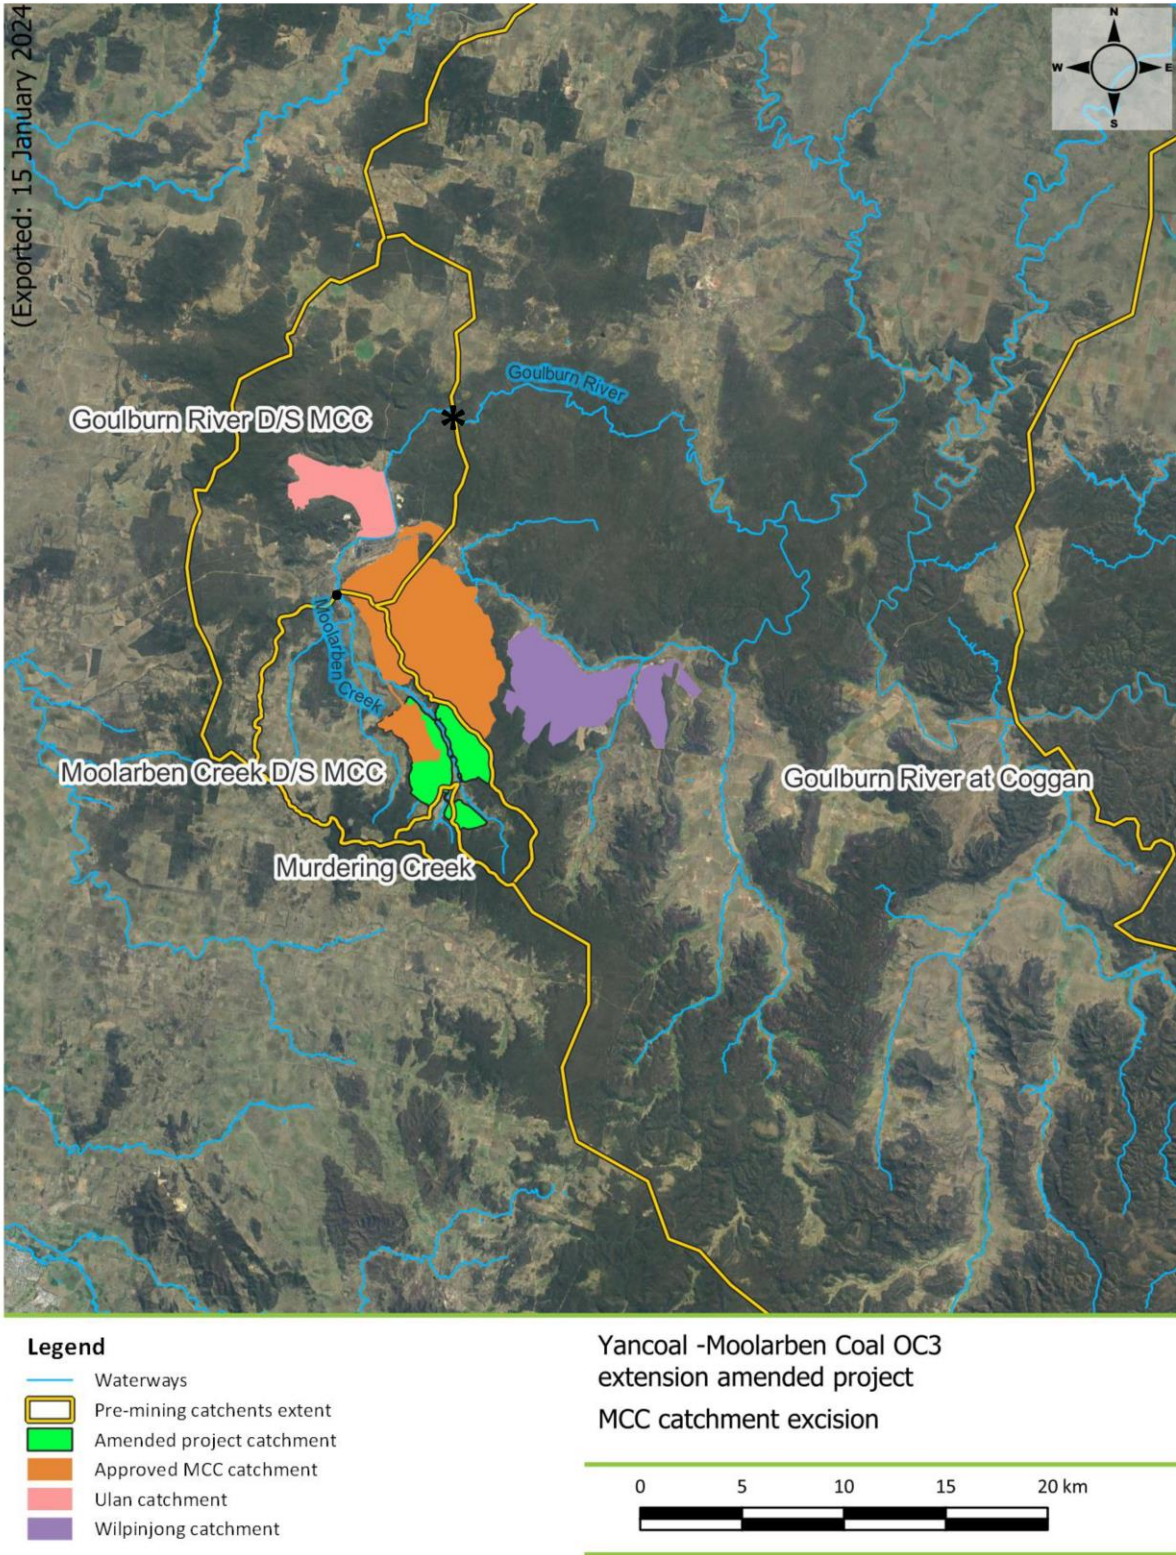 (Exported: 15 January 2024
N
W
E
S
Goulburn River
Goulburn River D/S MCC
Moolarben Creek
Moolarben Creek D/S MCC
Goulburn River at Coggan
Murdering Creek
Legend
Waterways
Pre-mining catchents extent
Amended project catchment
Approved MCC catchment
Ulan catchment
Wilpinjong catchment
Yancoal -Moolarben Coal OC3
extension amended project
MCC catchment excision
0 5 10 15 20 km